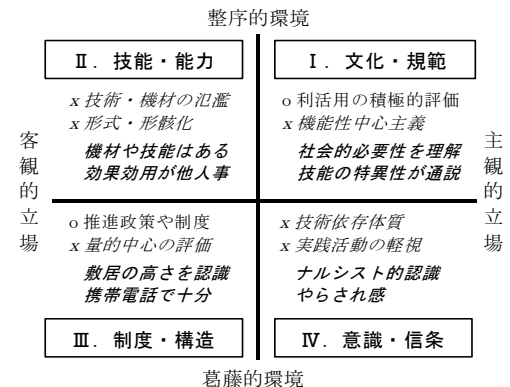 整序的環境
Ⅱ．技能・能力
x 技術・機材の氾濫
x 形式・形骸化
機材や技能はある
効果効用が他人事
Ⅰ．文化・規範
o 利活用の積極的評価
x 機能性中心主義
社会的必要性を理解
技能の特異性が通説
客観的立場
主観的立場
o 推進政策や制度
x 量的中心の評価
敷居の高さを認識
携帯電話で十分
Ⅲ．制度・構造
x 技術依存体質
x 実践活動の軽視
ナルシスト的認識
やらされ感
Ⅳ．意識・信条
葛藤的環境